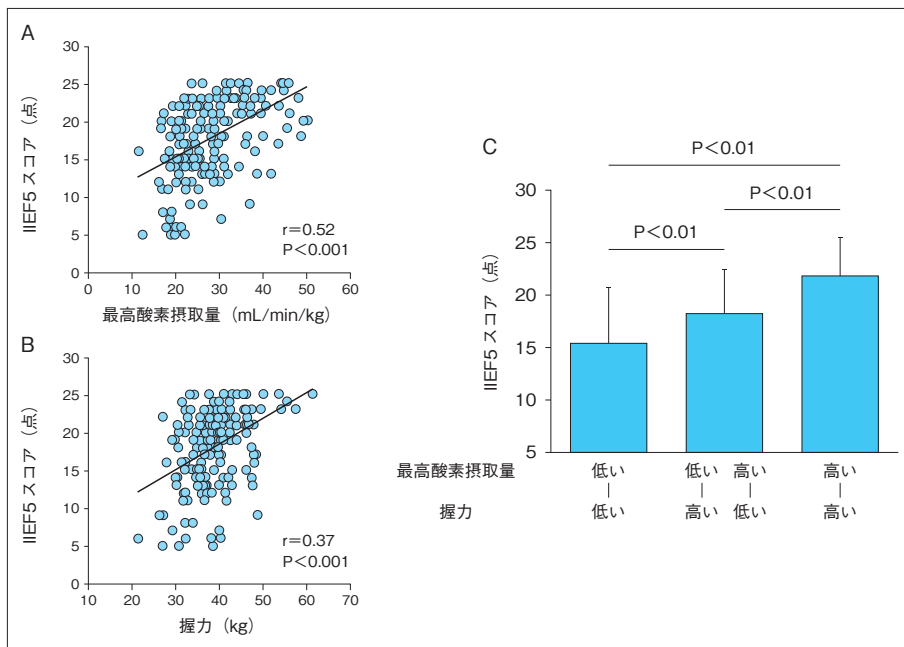 A
30
25
20
15
10
5
0
IIEF5 スコア（点）
r=0.52
P<0.001
0 10 20 30 40 50 60
最高酸素摂取量（mL/min/kg）
B
30
25
20
15
10
5
0
IIEF5 スコア（点）
r=0.37
P<0.001
10 20 30 40 50 60 70
握力（kg）
C
P<0.01
P<0.01
P<0.01
30
25
20
15
10
5
IIEF5 スコア（点）
最高酸素摂取量 低い 低い 高い 高い
握力 低い 高い 低い 高い